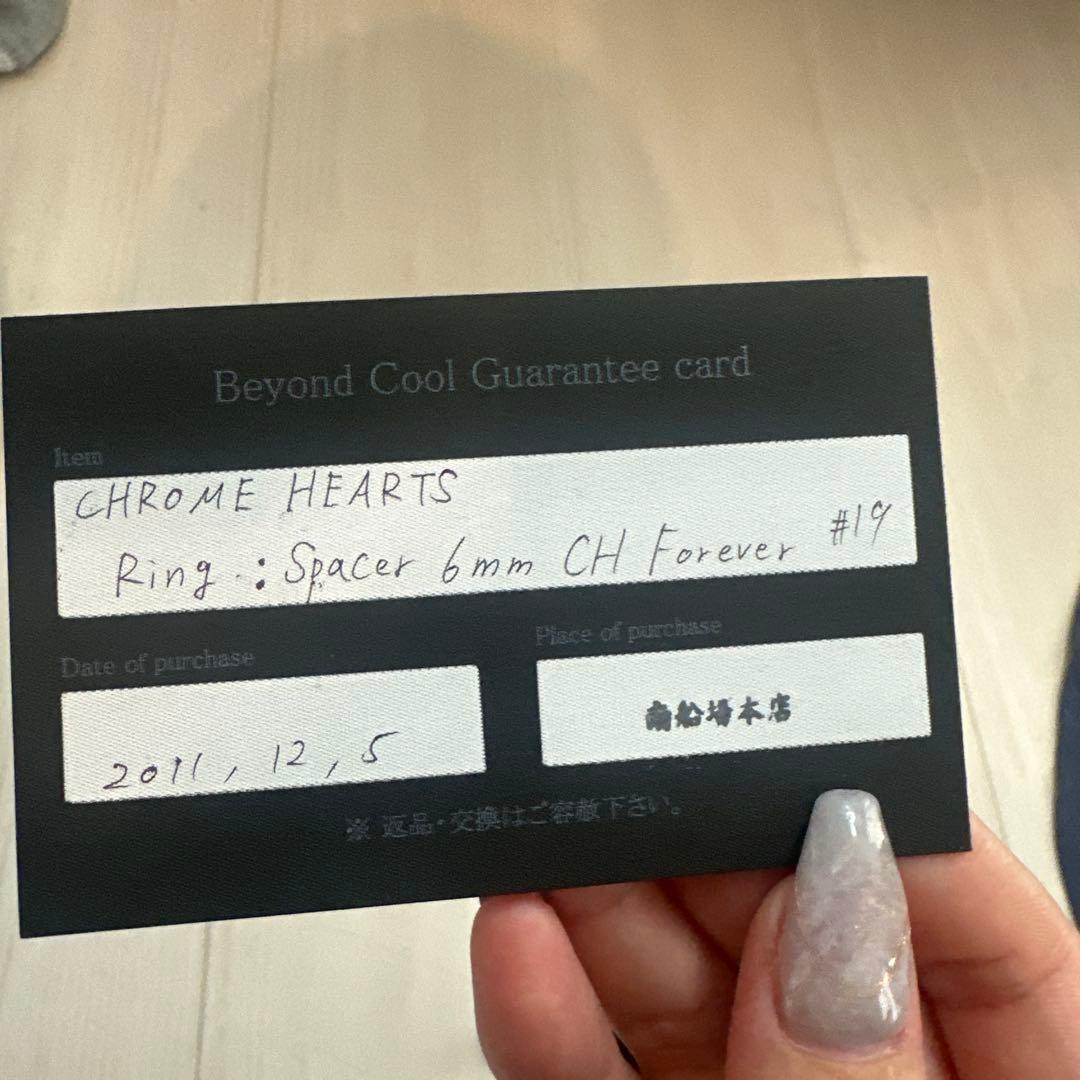 Beyond Cool Guarantee card
Item
CHROME HEARTS
Ring : Spacer 6mm CH Forever #19
Date of purchase
2011, 12, 5
Place of purchase
南船場本店
※ 返品・交換はご容赦下さい。